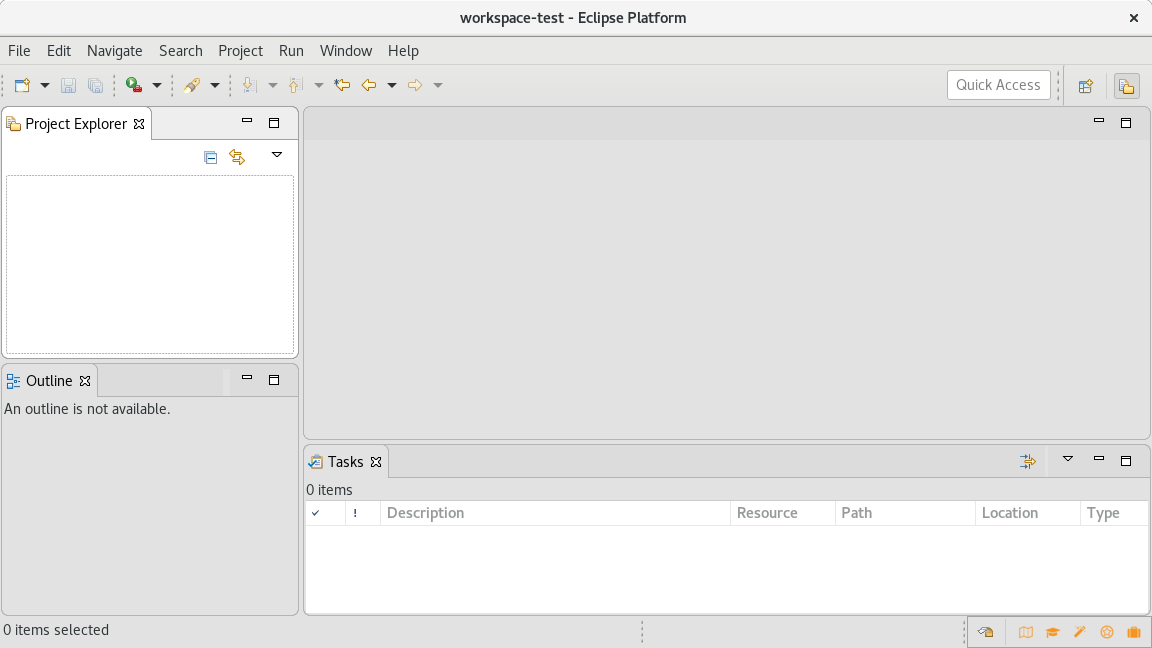 workspace-test - Eclipse Platform
File Edit Navigate Search Project Run Window Help
Quick Access
Project Explorer
Outline
An outline is not available.
Tasks
0 items
! Description Resource Path Location Type
0 items selected